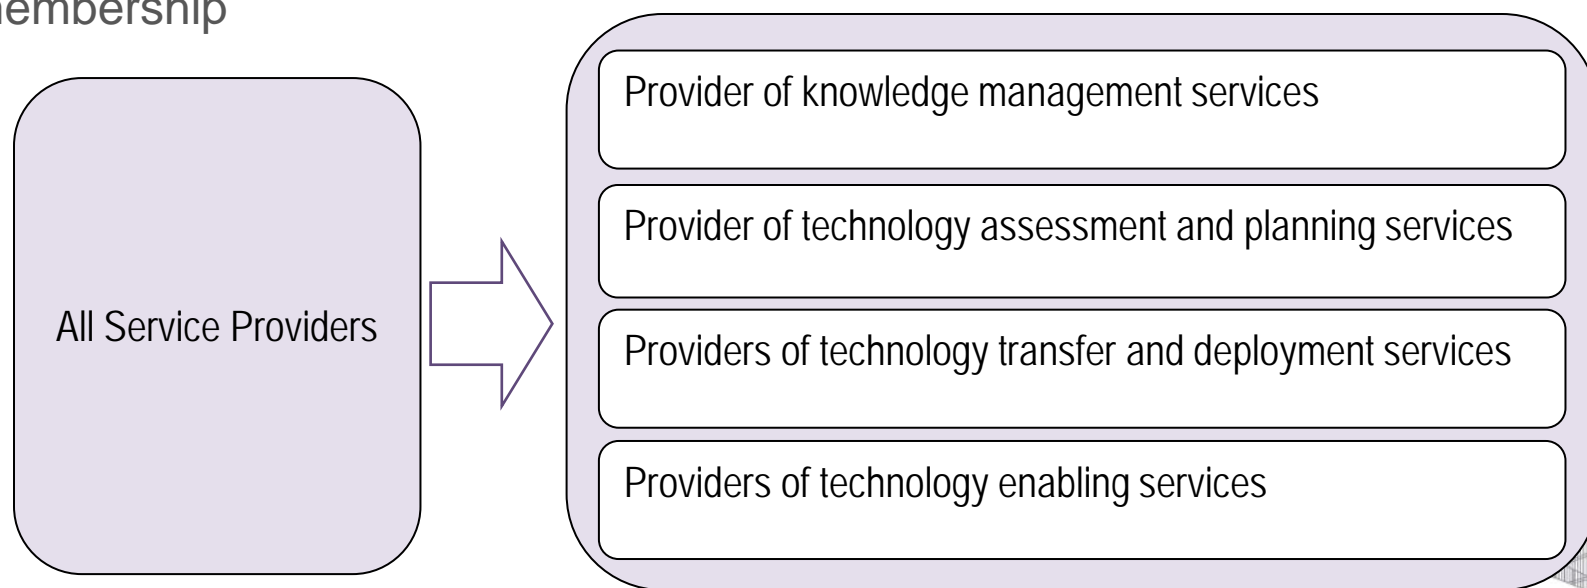 membership
All Service Providers
Provider of knowledge management services
Provider of technology assessment and planning services
Providers of technology transfer and deployment services
Providers of technology enabling services